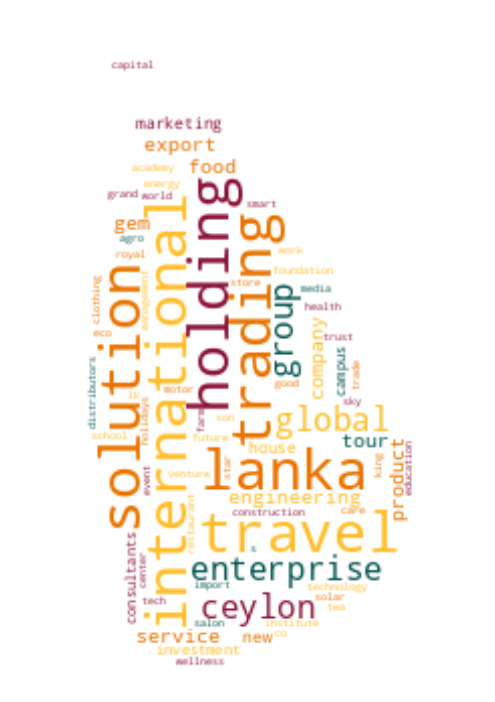 capital
marketing
export
academy food
energy
grand world
smart
gem
agro
royal
holding
international
trading
solution
work
foundation
store
management
clothing
group
media
health
eco
trust
company
good
campus
trade
distributors
motor
lk
holidays
sky
farm
son
global
school
future
tour
house
product
education
king
star
lanka
venture
event
engineering
care
construction
restaurant
travel
s
consultants
center
enterprise
import
technology
solar
tech
ceylon
tea
salon
institute
service new co
investment
wellness